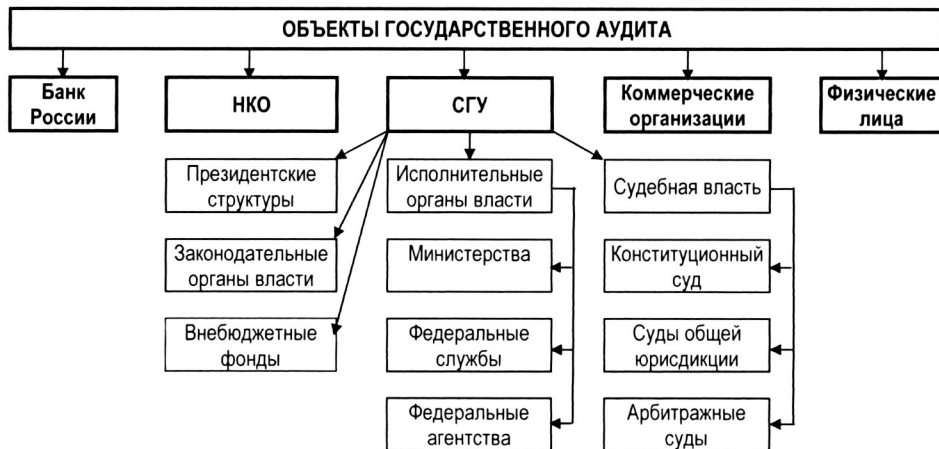 ОБЪЕКТЫ ГОСУДАРСТВЕННОГО АУДИТА
Банк
России
НКО
СГУ
Коммерческие
организации
Физические
лица
Президентские
структуры
Исполнительные
органы власти
Судебная власть
Законодательные
органы власти
Министерства
Конституционный
суд
Внебюджетные
фонды
Федеральные
службы
Суды общей
юрисдикции
Федеральные
агентства
Арбитражные
суды